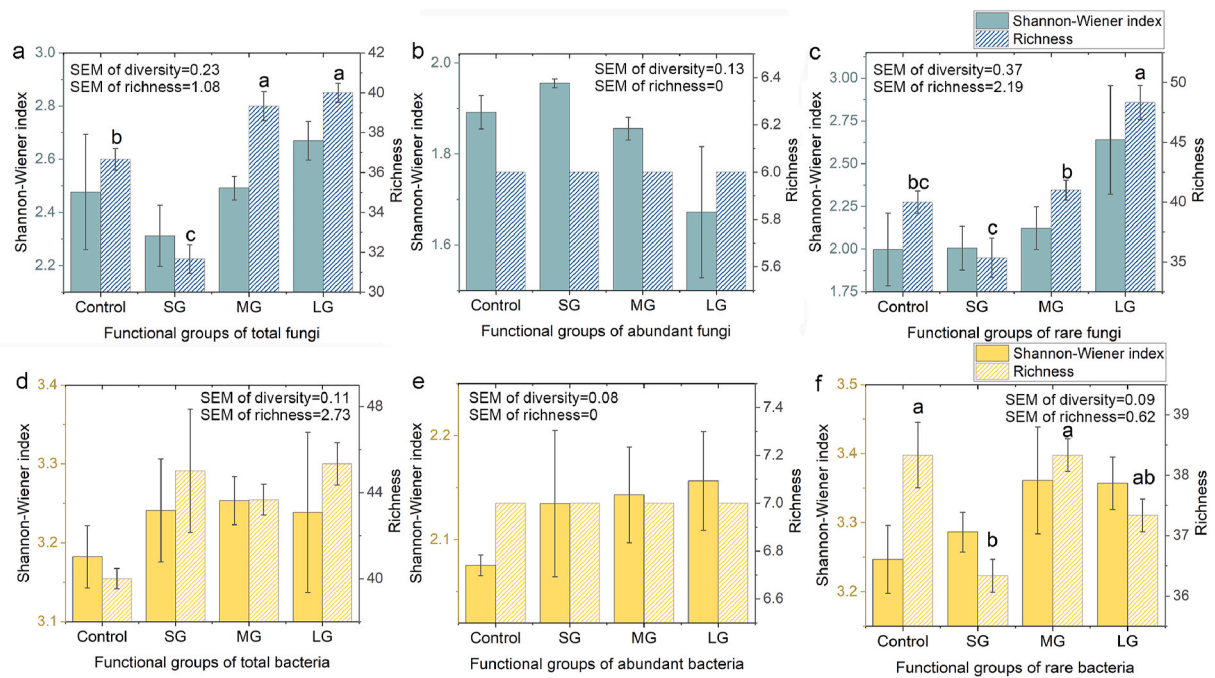 Shannon-Wiener index
Richness
a
SEM of diversity=0.23
SEM of richness=1.08
3.0
2.8
2.6
2.4
2.2
Shannon-Wiener index
42
40
38
36
34
32
30
Richness
b
c
a
a
Control SG MG LG
Functional groups of total fungi
b
SEM of diversity=0.13
SEM of richness=0
2.0
1.8
1.6
Shannon-Wiener index
6.4
6.2
6.0
5.8
5.6
Richness
Control SG MG LG
Functional groups of abundant fungi
c
SEM of diversity=0.37
SEM of richness=2.19
3.00
2.75
2.50
2.25
2.00
1.75
Shannon-Wiener index
50
45
40
35
Richness
bc
c
b
a
Control SG MG LG
Functional groups of rare fungi
Shannon-Wiener index
Richness
d
SEM of diversity=0.11
SEM of richness=2.73
3.4
3.3
3.2
3.1
Shannon-Wiener index
48
44
40
Richness
Control SG MG LG
Functional groups of total bacteria
e
SEM of diversity=0.08
SEM of richness=0
2.2
2.1
Shannon-Wiener index
7.4
7.2
7.0
6.8
6.6
Richness
Control SG MG LG
Functional groups of abundant bacteria
f
SEM of diversity=0.09
SEM of richness=0.62
3.5
3.4
3.3
3.2
Shannon-Wiener index
39
38
37
36
Richness
a
b
a
ab
Control SG MG LG
Functional groups of rare bacteria